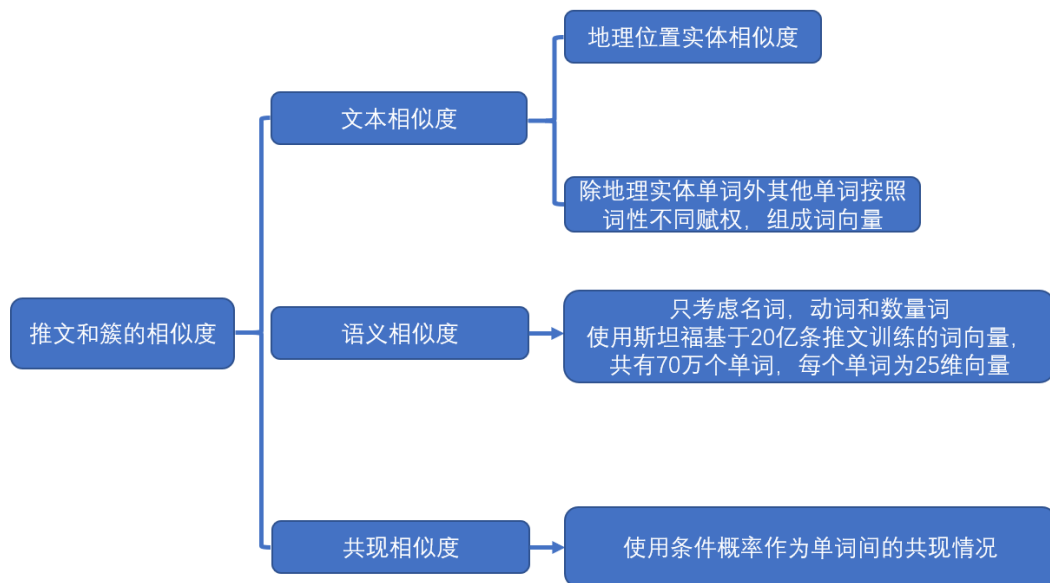 地理位置实体相似度
文本相似度
除地理实体单词外其他单词按照
词性不同赋权，组成词向量
推文和簇的相似度
语义相似度
只考虑名词，动词和数量词
使用斯坦福基于20亿条推文训练的词向量，
共有70万个单词，每个单词为25维向量
共现相似度
使用条件概率作为单词间的共现情况